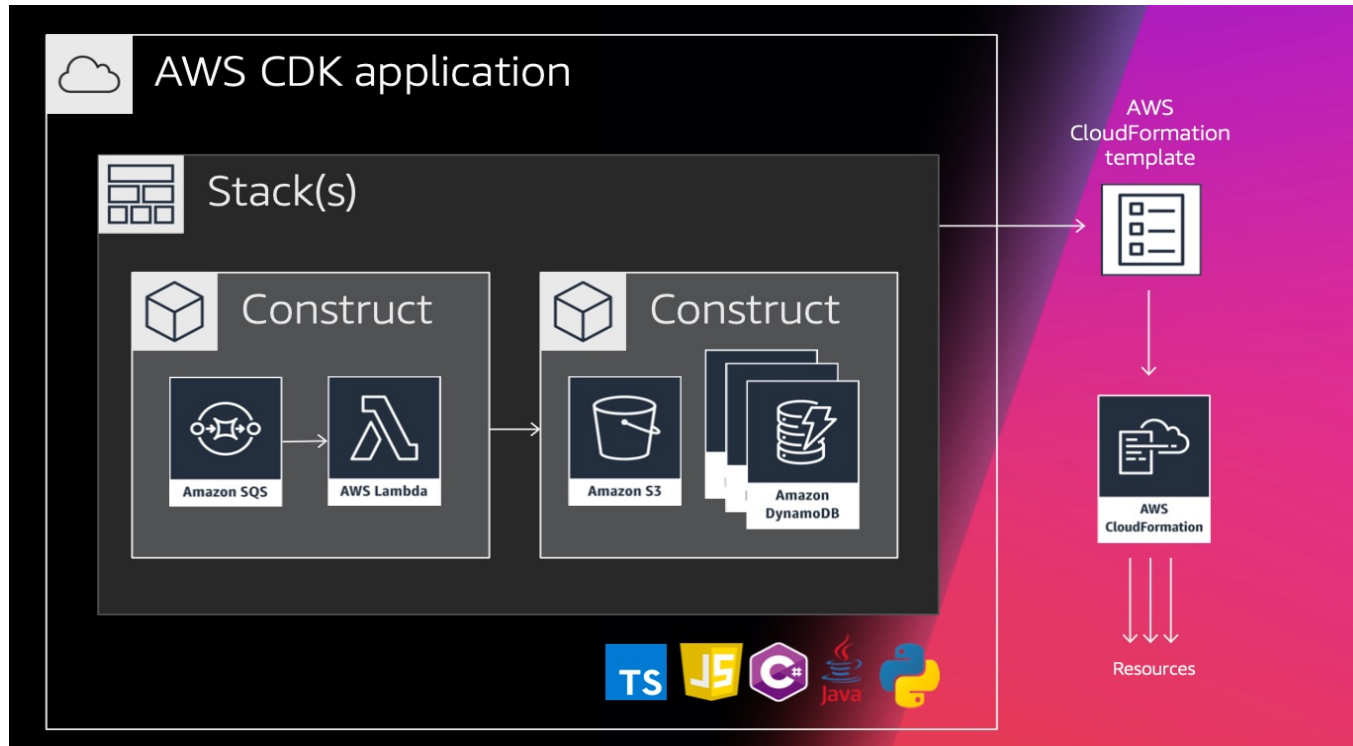 AWS CDK application
Stack(s)
Construct
Amazon SQS
AWS Lambda
Construct
Amazon S3
Amazon
DynamoDB
TS
JS
C#
Java
AWS
CloudFormation
template
AWS
CloudFormation
Resources